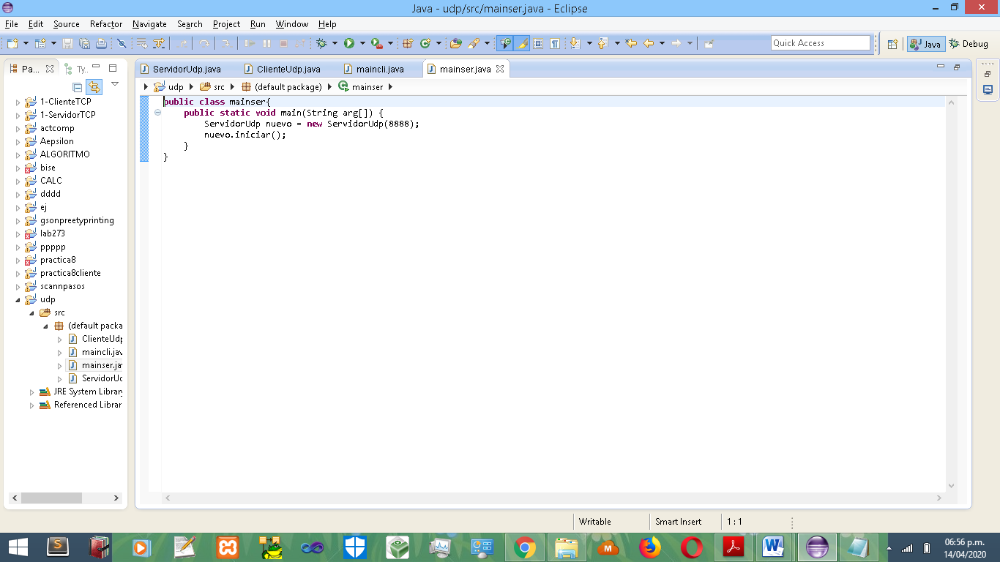 Java - udp/src/mainser.java - Eclipse
File Edit Source Refactor Navigate Search Project Run Window Help
Quick Access Java Debug
Pa... Ty..
ServidorUdp.java ClienteUdp.java maincli.java mainser.java
udp src (default package) mainser
1-ClienteTCP
1-ServidorTCP
actcomp
Aepsilon
ALGORITMO
bise
CALC
dddd
ej
gsonpreetyprinting
lab273
ppppp
practica8
practica8cliente
scannpasos
udp
src
(default packa
ClienteUdp
maincli.jav
mainser.jav
ServidorUd
JRE System Library
Referenced Librar
public class mainser{
public static void main(String arg[]) {
ServidorUdp nuevo = new ServidorUdp(8888);
nuevo.iniciar();
}
}
Writable Smart Insert 1 : 1
06:56 p.m.
14/04/2020